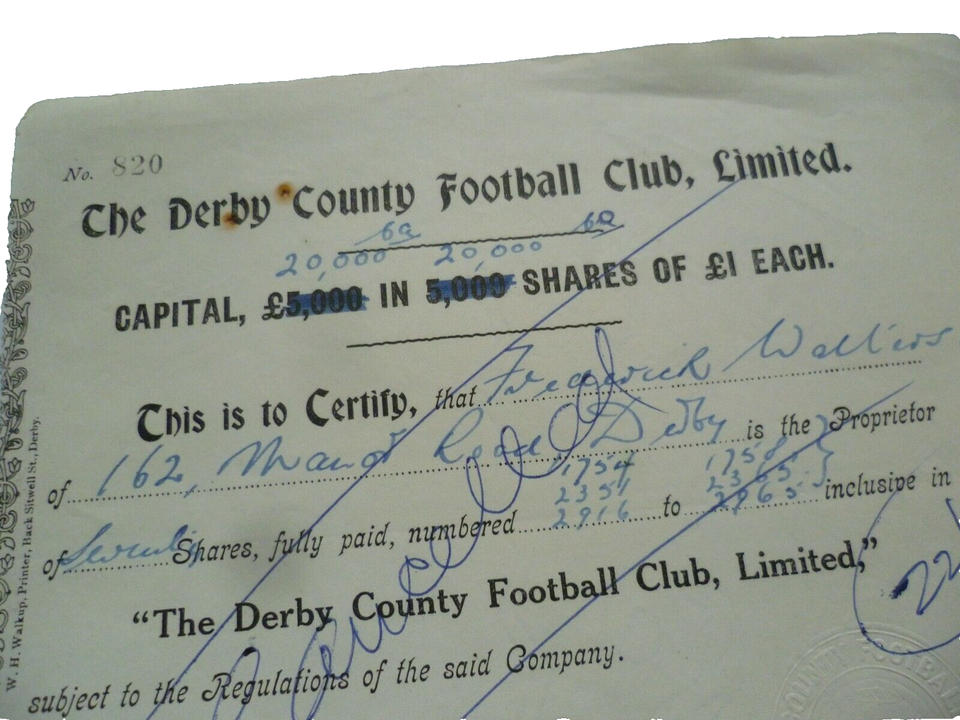 No. 820
The Derby County Football Club, Limited.
20,000 20,000
CAPITAL, £5,000 IN 5,000 SHARES OF £1 EACH.
This is to Certify, that Frederick Walters
of 162, Manor Road Derby is the Proprietor
1754 1758
2351 2365
2916 2965
of Seventy Shares, fully paid, numbered to inclusive in
"The Derby County Football Club, Limited,"
subject to the Regulations of the said Company.
Cancelled
22
W. H. Walkup, Printer, Back Sitwell St., Derby.